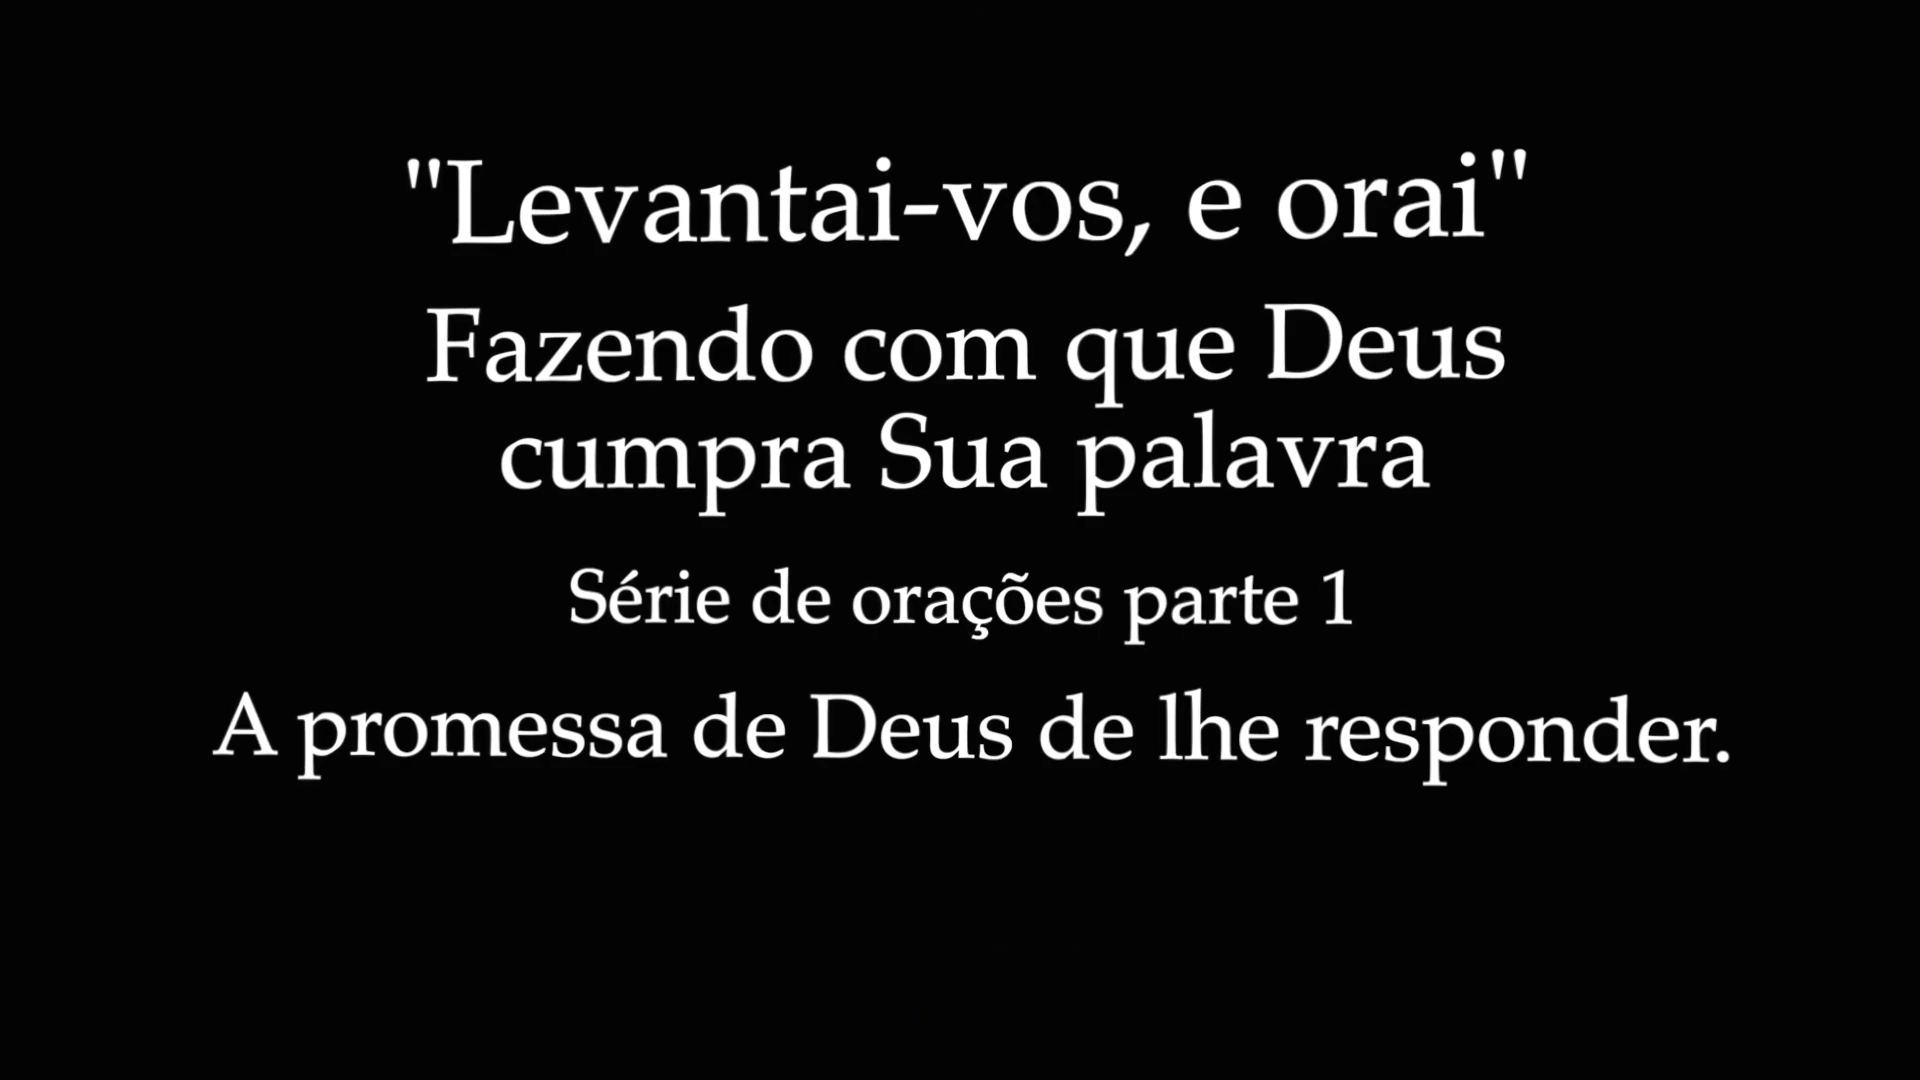 "Levantai-vos, e orai"
Fazendo com que Deus
cumpra Sua palavra
Série de orações parte 1
A promessa de Deus de lhe responder.